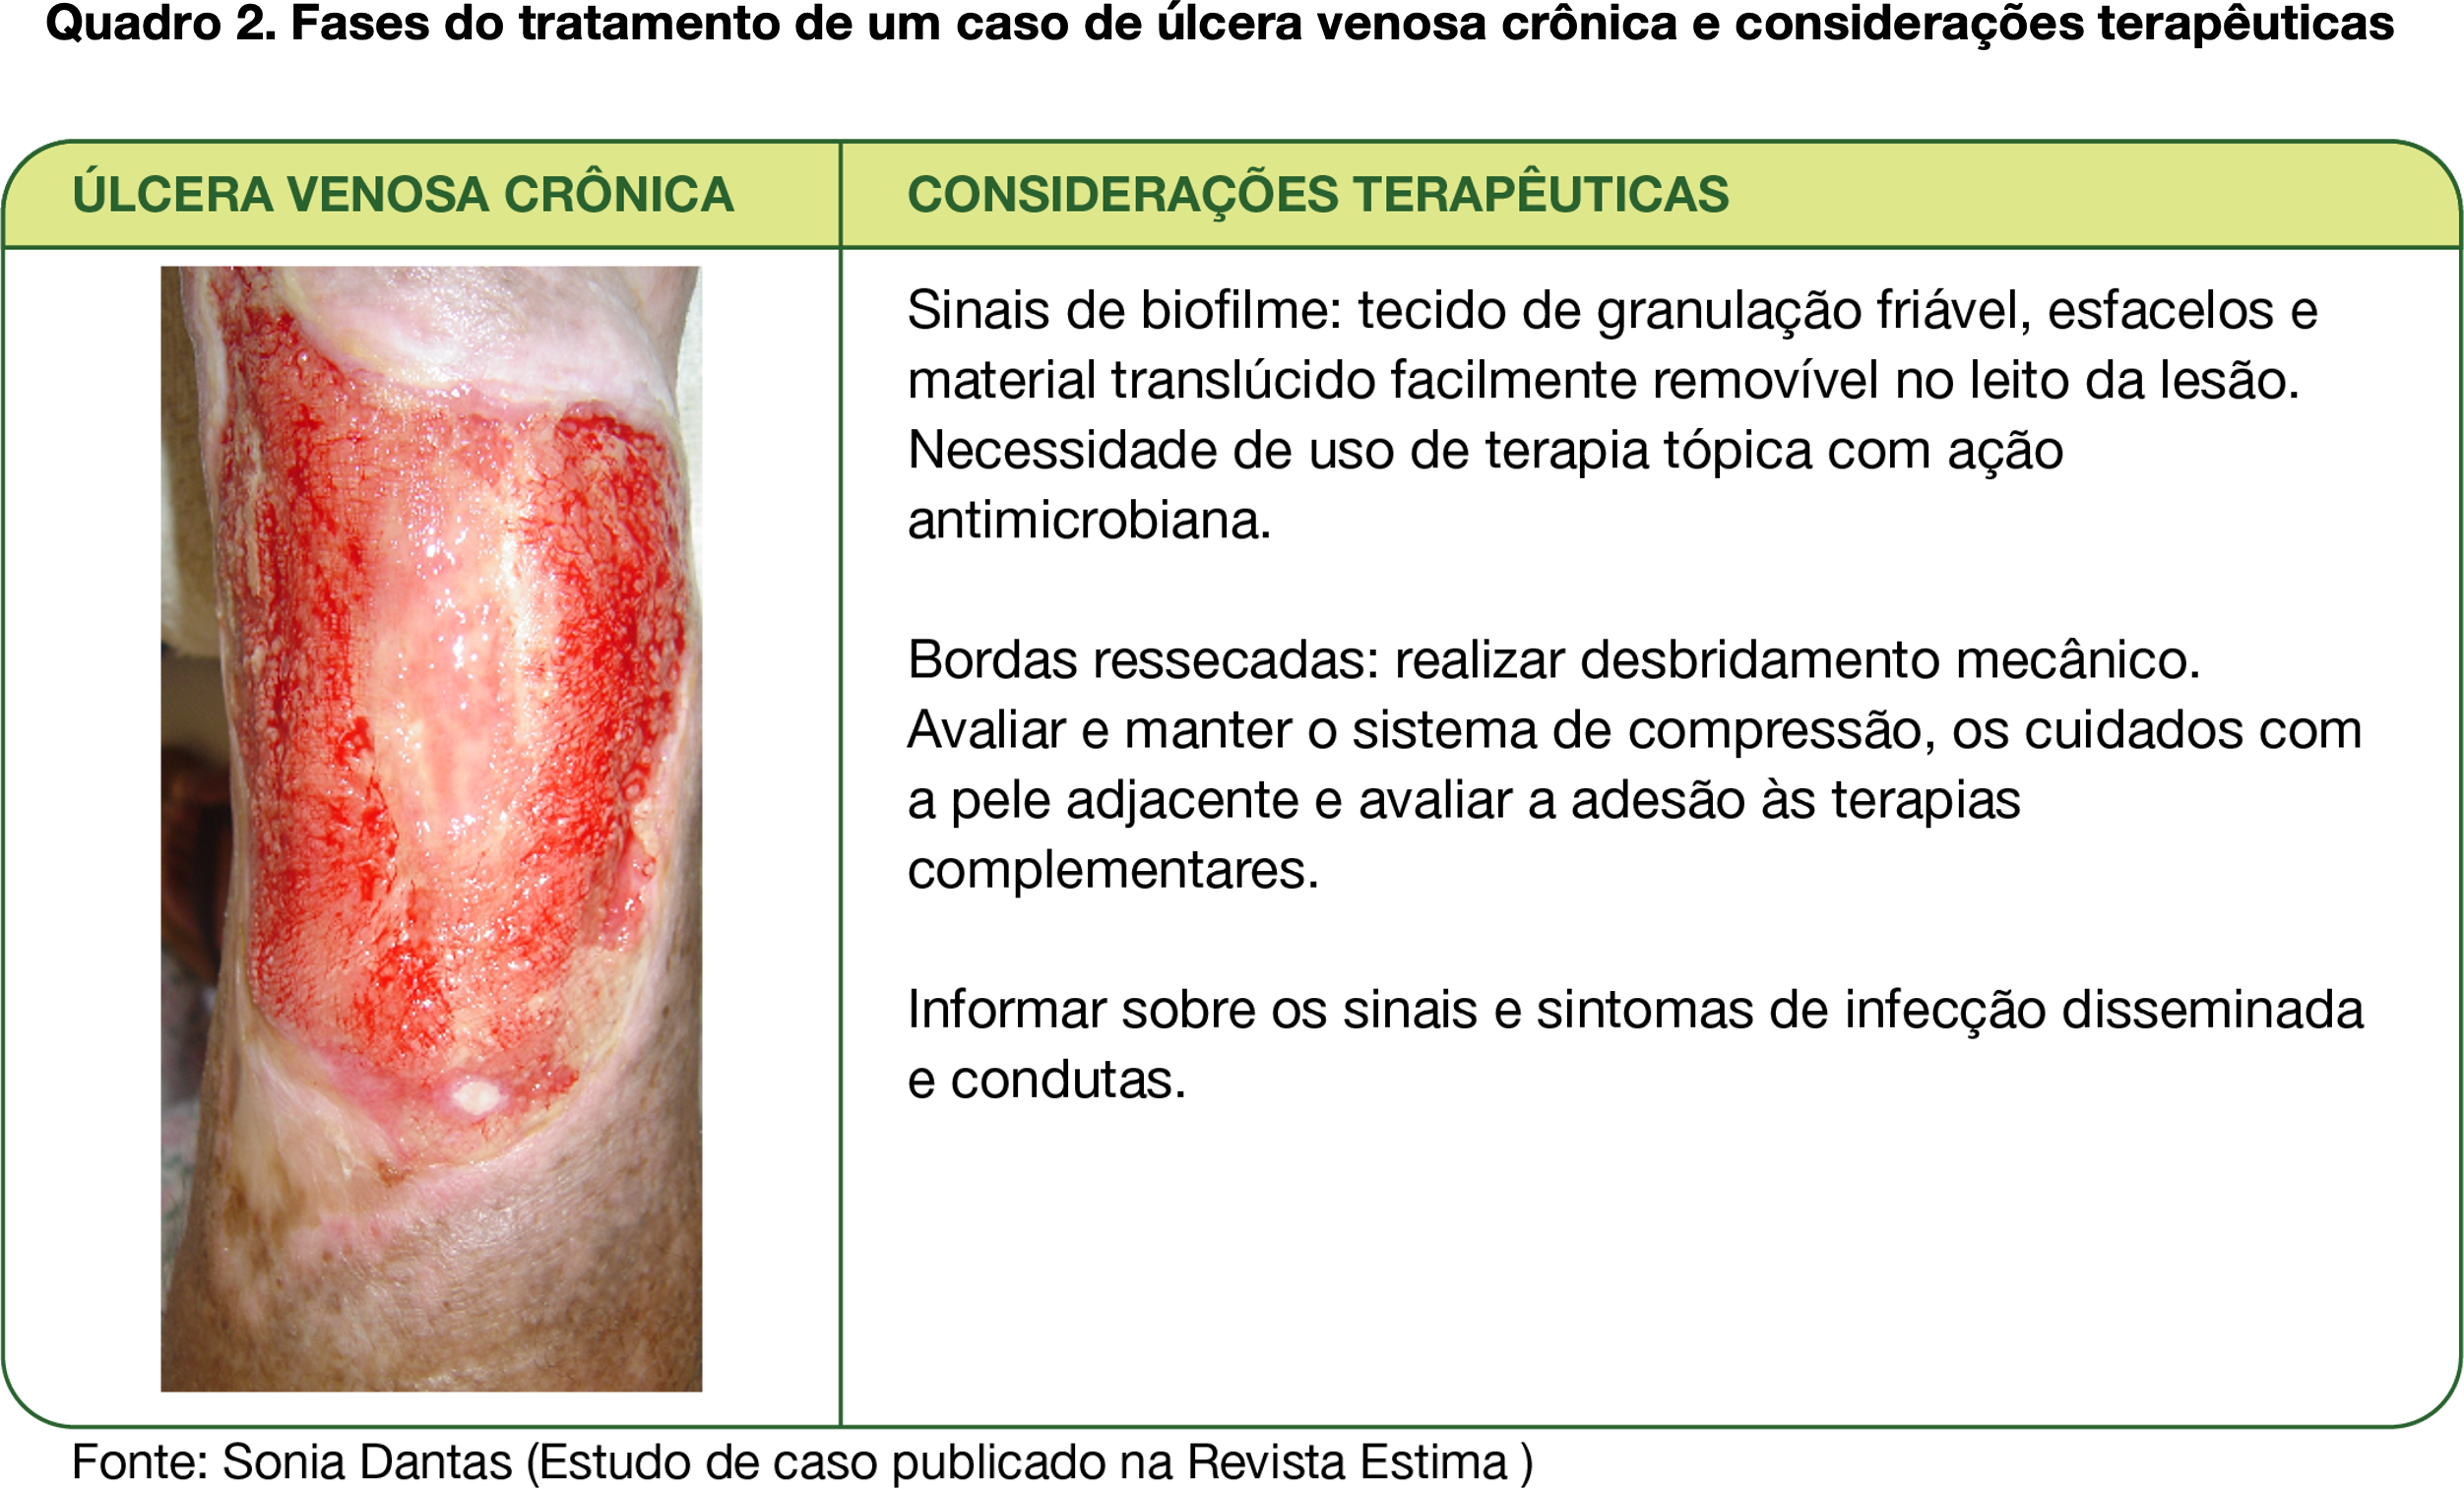 Quadro 2. Fases do tratamento de um caso de úlcera venosa crônica e considerações terapêuticas
ÚLCERA VENOSA CRÔNICA
CONSIDERAÇÕES TERAPÊUTICAS
Sinais de biofilme: tecido de granulação friável, esfacelos e
material translúcido facilmente removível no leito da lesão.
Necessidade de uso de terapia tópica com ação
antimicrobiana.
Bordas ressecadas: realizar desbridamento mecânico.
Avaliar e manter o sistema de compressão, os cuidados com
a pele adjacente e avaliar a adesão às terapias
complementares.
Informar sobre os sinais e sintomas de infecção disseminada
e condutas.
Fonte: Sonia Dantas (Estudo de caso publicado na Revista Estima )